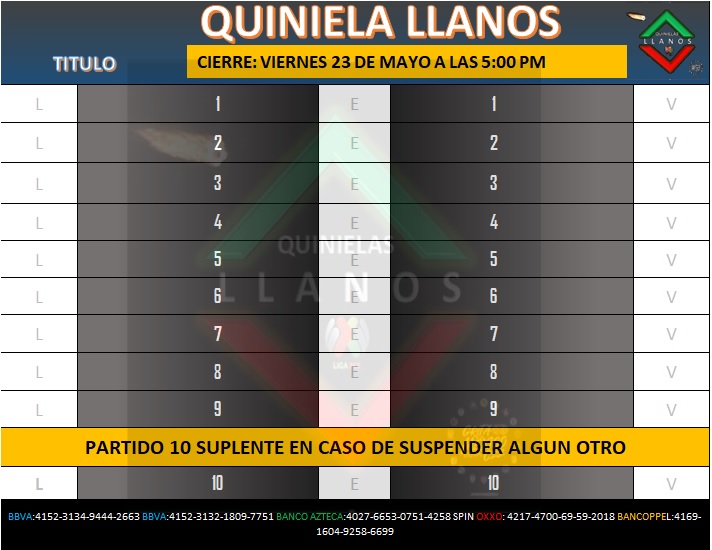 QUINIELA LLANOS
TITULO
CIERRE: VIERNES 23 DE MAYO A LAS 5:00 PM
QUINIELAS
LLANOS
L 1 E 1 V
L 2 E 2 V
L 3 E 3 V
L 4 E 4 V
L 5 E 5 V
QUINIELAS
L 6 E 6 V
LLANOS
L 7 E 7 V
LIGA
L 8 E 8 V
L 9 E 9 V
PARTIDO 10 SUPLENTE EN CASO DE SUSPENDER ALGUN OTRO
L 10 E 10 V
BBVA:4152-3134-9444-2663 BBVA:4152-3132-1809-7751 BANCO AZTECA:4027-6653-0751-4258 SPIN OXXO: 4217-4700-69-59-2018 BANCOPPEL:4169-
1604-9258-6699